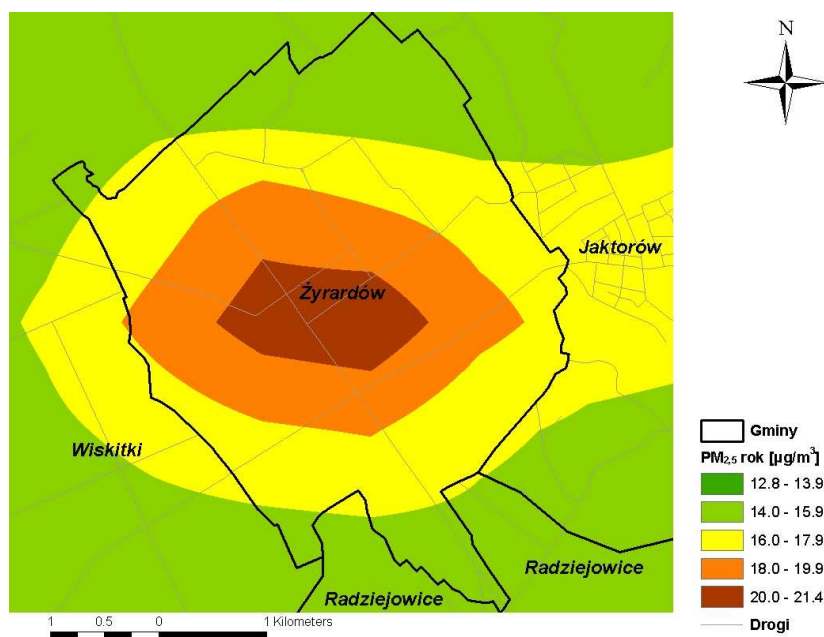 N
Jaktorów
Żyrardów
Wiskitki
Radziejowice
Radziejowice
Gminy
PM2,5 rok [µg/m³]
12.8 - 13.9
14.0 - 15.9
16.0 - 17.9
18.0 - 19.9
20.0 - 21.4
Drogi
1 0.5 0 1 Kilometers